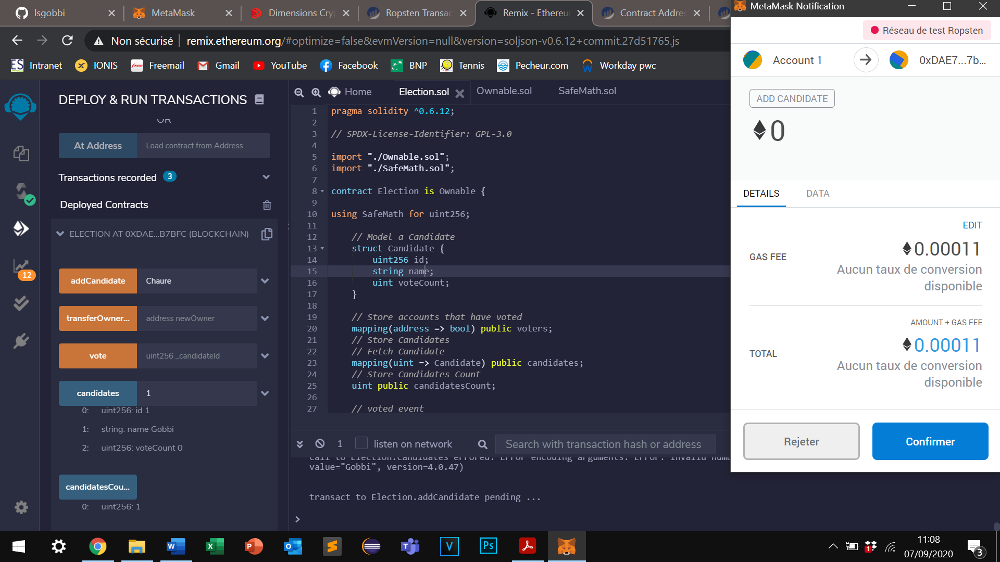 lsgobbi
MetaMask
Dimensions Cry
Ropsten Transac
Remix - Ethereu
Contract Addres
MetaMask Notification
Non sécurisé
remix.ethereum.org/#optimize=false&evmVersion=null&version=soljson-v0.6.12+commit.27d51765.js
ES Intranet
IONIS
free Freemail
Gmail
YouTube
Facebook
BNP
Tennis
Pecheur.com
Workday pwc
DEPLOY & RUN TRANSACTIONS
OR
At Address
Load contract from Address
Transactions recorded 3
Deployed Contracts
ELECTION AT 0XDAE...B7BFC (BLOCKCHAIN)
12
addCandidate
Chaure
transferOwner...
address newOwner
vote
uint256 _candidateId
candidates
1
0: uint256: id 1
1: string: name Gobbi
2: uint256: voteCount 0
candidatesCou...
0: uint256: 1
Home
Election.sol
Ownable.sol
SafeMath.sol
1 pragma solidity ^0.6.12;
2
3 // SPDX-License-Identifier: GPL-3.0
4
5 import "./Ownable.sol";
6 import "./SafeMath.sol";
7
8 contract Election is Ownable {
9
10 using SafeMath for uint256;
11
12 // Model a Candidate
13 struct Candidate {
14 uint256 id;
15 string name;
16 uint voteCount;
17 }
18
19 // Store accounts that have voted
20 mapping(address => bool) public voters;
21 // Store Candidates
22 // Fetch Candidate
23 mapping(uint => Candidate) public candidates;
24 // Store Candidates Count
25 uint public candidatesCount;
26
27 // voted event
1
listen on network
Search with transaction hash or address
call to Election.candidates errored: Error encoding arguments: Error: invalid num
value="Gobbi", version=4.0.47)
transact to Election.addCandidate pending ...
>
Réseau de test Ropsten
Account 1
0xDAE7...7b...
ADD CANDIDATE
0
DETAILS
DATA
EDIT
GAS FEE
0.00011
Aucun taux de conversion
disponible
AMOUNT + GAS FEE
TOTAL
0.00011
Aucun taux de conversion
disponible
Rejeter
Confirmer
W
X
P
O
S
T
V
Ps
1
11:08
07/09/2020
3